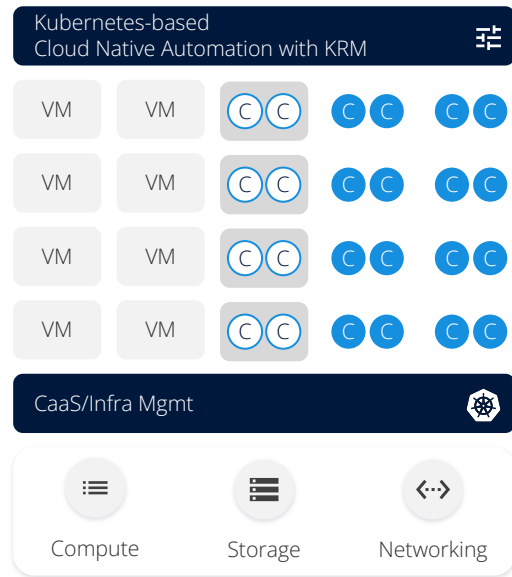 Kubernetes-based
Cloud Native Automation with KRM
VM VM C C C C C C
VM VM C C C C C C
VM VM C C C C C C
VM VM C C C C C C
CaaS/Infra Mgmt
Compute Storage Networking